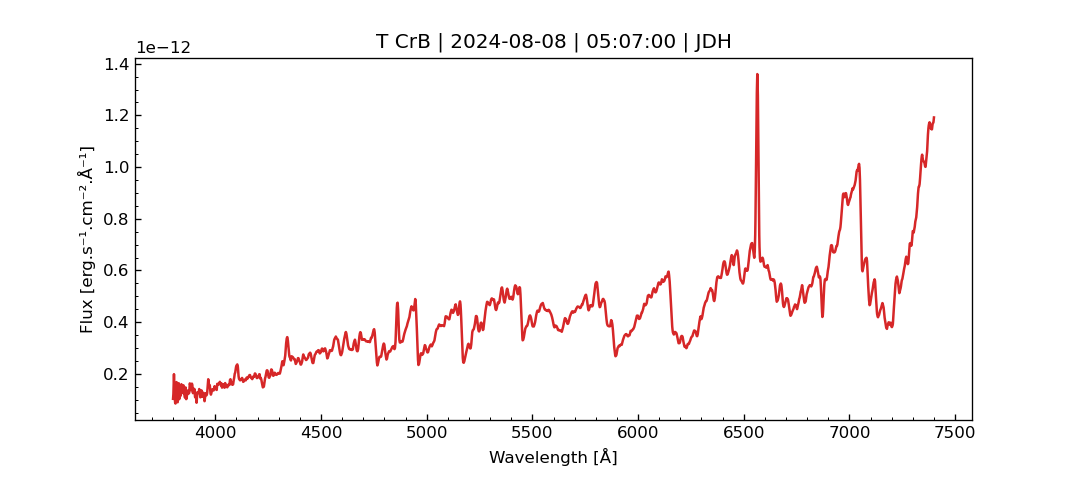 T CrB | 2024-08-08 | 05:07:00 | JDH
1e−12
1.4
1.2
1.0
0.8
0.6
0.4
0.2
Flux [erg.s⁻¹.cm⁻².Å⁻¹]
4000 4500 5000 5500 6000 6500 7000 7500
Wavelength [Å]